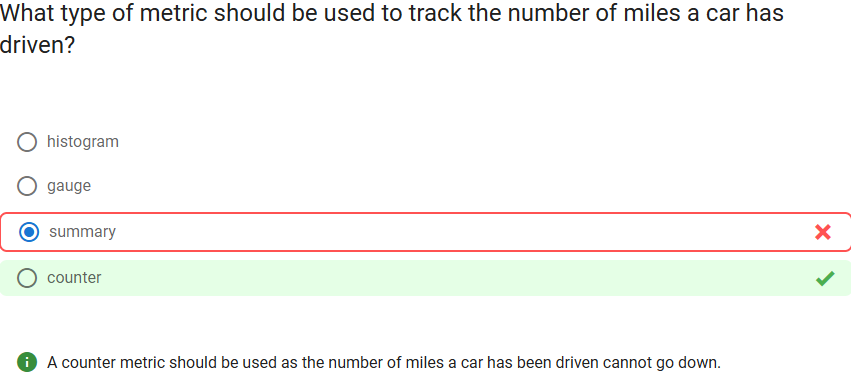 What type of metric should be used to track the number of miles a car has
driven?
histogram
gauge
summary
counter
A counter metric should be used as the number of miles a car has been driven cannot go down.